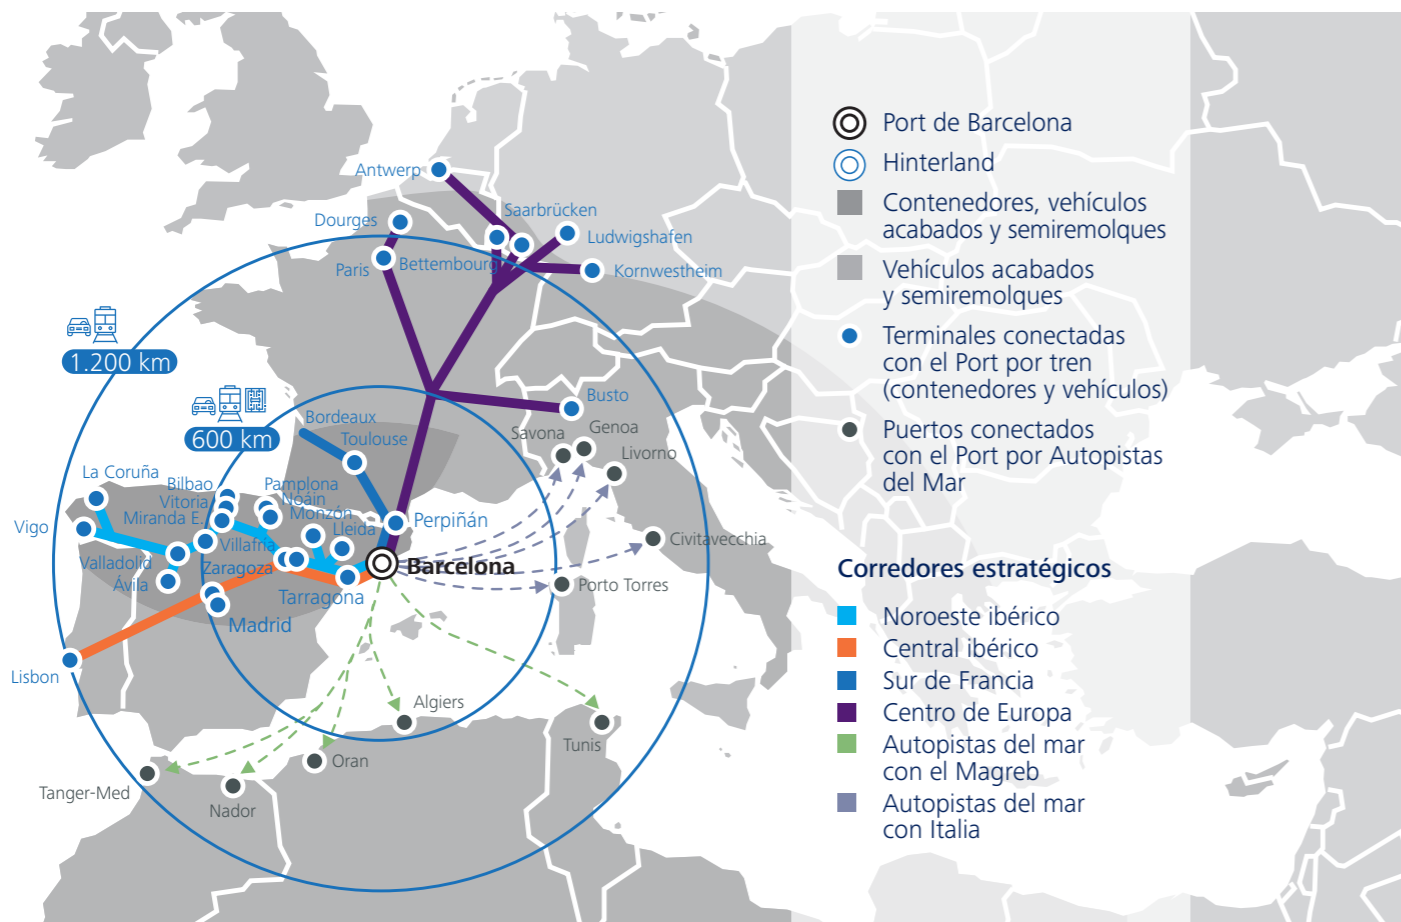 Antwerp
Dourges
Saarbrücken
Ludwigshafen
Paris
Bettembourg
Kornwestheim
1.200 km
600 km
Bordeaux
Toulouse
Busto
Savona
Genoa
Livorno
La Coruña
Bilbao
Vitoria
Miranda E.
Pamplona
Noáin
Monzón
Lleida
Perpiñán
Vigo
Villafría
Valladolid
Zaragoza
Ávila
Barcelona
Tarragona
Madrid
Lisbon
Civitavecchia
Porto Torres
Algiers
Tunis
Oran
Nador
Tanger-Med
Port de Barcelona
Hinterland
Contenedores, vehículos
acabados y semiremolques
Vehículos acabados
y semiremolques
Terminales conectadas
con el Port por tren
(contenedores y vehículos)
Puertos conectados
con el Port por Autopistas
del Mar
Corredores estratégicos
Noroeste ibérico
Central ibérico
Sur de Francia
Centro de Europa
Autopistas del mar
con el Magreb
Autopistas del mar
con Italia